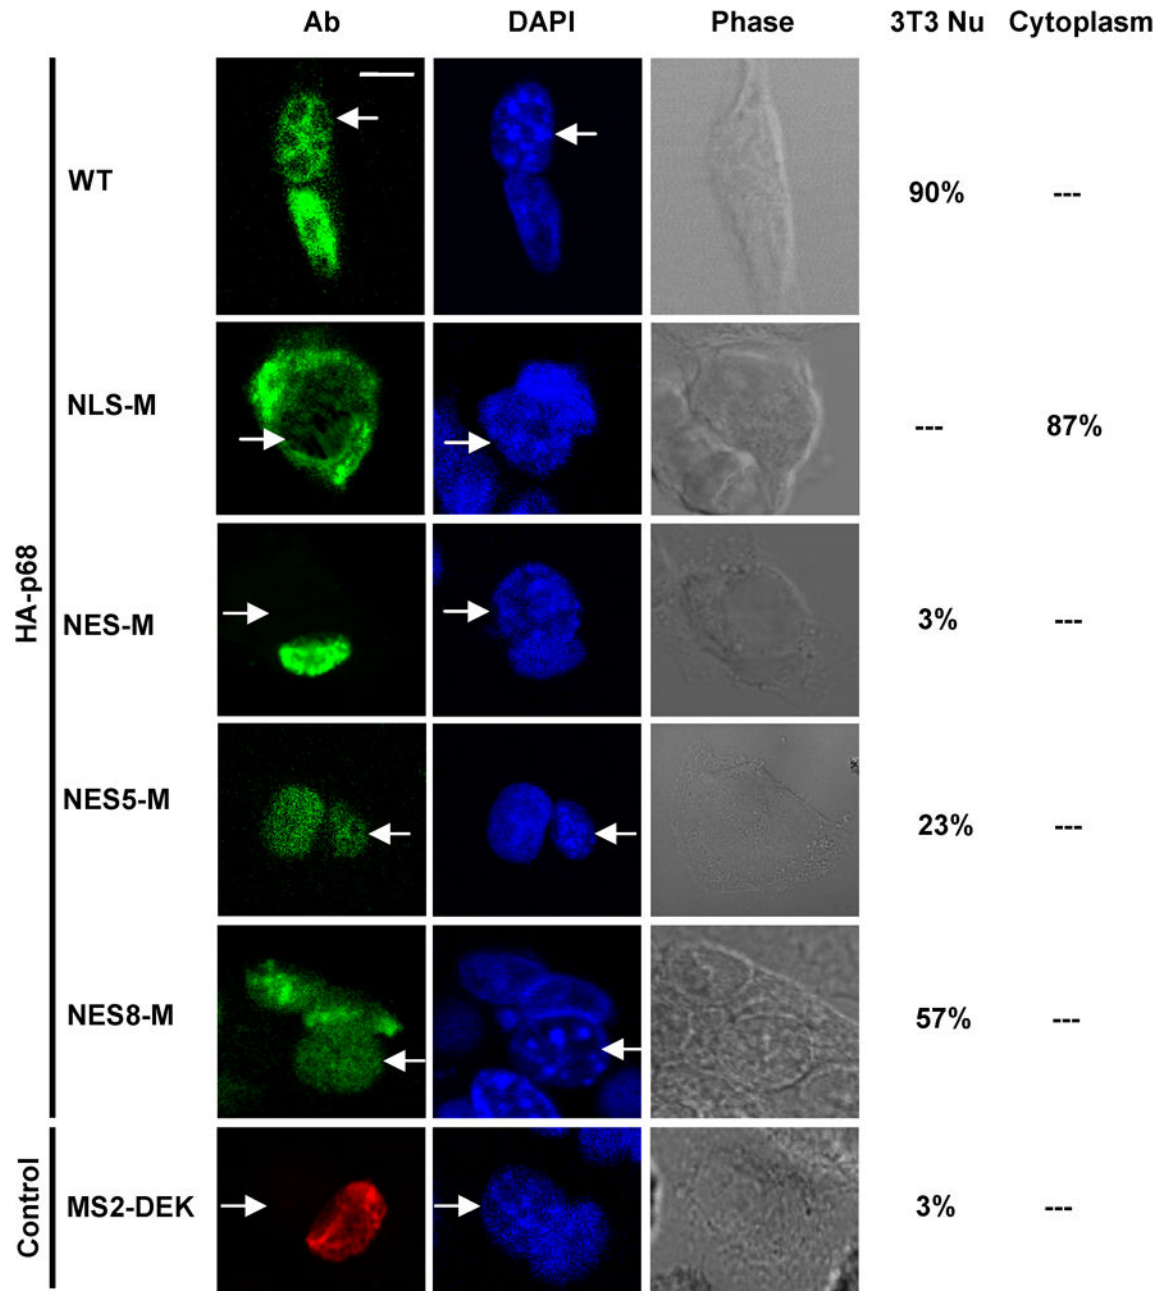 Ab DAPI Phase 3T3 Nu Cytoplasm
HA-p68
WT 90% ---
NLS-M --- 87%
NES-M 3% ---
NES5-M 23% ---
NES8-M 57% ---
Control
MS2-DEK 3% ---